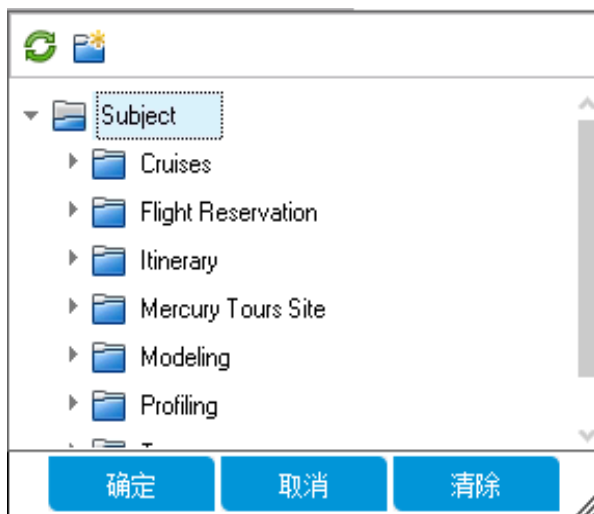 Subject
Cruises
Flight Reservation
Itinerary
Mercury Tours Site
Modeling
Profiling
确定 取消 清除